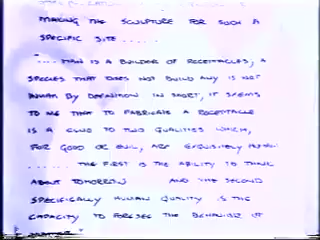 MAKING THE SCULPTURE FOR SUCH A
SPECIFIC SITE .....
"... MAN IS A BUILDER OF RECEPTACLES, A
SPECIES THAT DOES NOT BUILD ANY IS NOT
HUMAN BY DEFINITION IN SHORT, IT SEEMS
TO ME THAT TO FABRICATE A RECEPTACLE
IS A CLUE TO TWO QUALITIES WHICH,
FOR GOOD OR EVIL, ARE EXQUISITELY HUMAN
...... THE FIRST IS THE ABILITY TO THINK
ABOUT TOMORROW AND THE SECOND
SPECIFICALLY HUMAN QUALITY IS THE
CAPACITY TO FORESEE THE BEHAVIOR OF
MATTER "